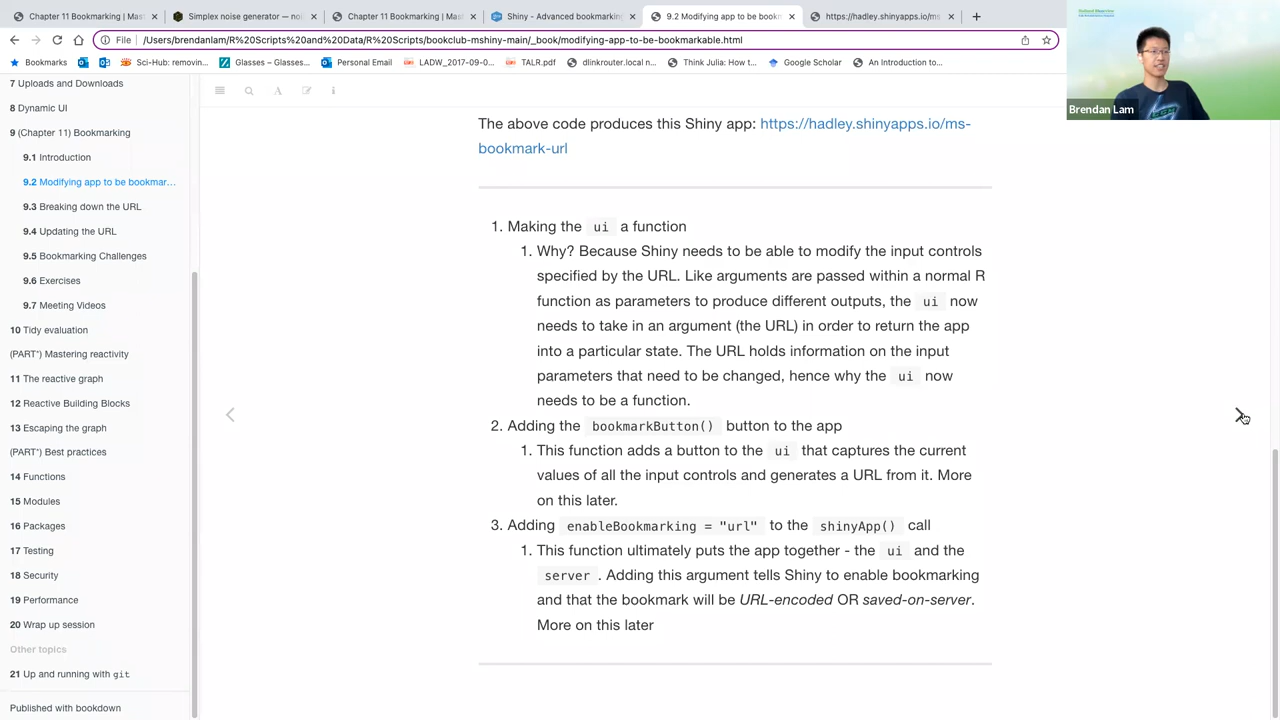 Chapter 11 Bookmarking | Mast
Simplex noise generator — noi
Chapter 11 Bookmarking | Mast
Shiny - Advanced bookmarking
9.2 Modifying app to be bookm
https://hadley.shinyapps.io/ms
File /Users/brendanlam/R%20Scripts%20and%20Data/R%20Scripts/bookclub-mshiny-main/_book/modifying-app-to-be-bookmarkable.html
Bookmarks Sci-Hub: removin... Glasses – Glasses... Personal Email LADW_2017-09-0... TALR.pdf dlinkrouter.local n... Think Julia: How t... Google Scholar An Introduction to...
Brendan Lam
7 Uploads and Downloads
8 Dynamic UI
9 (Chapter 11) Bookmarking
9.1 Introduction
9.2 Modifying app to be bookmar...
9.3 Breaking down the URL
9.4 Updating the URL
9.5 Bookmarking Challenges
9.6 Exercises
9.7 Meeting Videos
10 Tidy evaluation
(PART*) Mastering reactivity
11 The reactive graph
12 Reactive Building Blocks
13 Escaping the graph
(PART*) Best practices
14 Functions
15 Modules
16 Packages
17 Testing
18 Security
19 Performance
20 Wrap up session
Other topics
21 Up and running with git
Published with bookdown
The above code produces this Shiny app: https://hadley.shinyapps.io/ms-
bookmark-url
1. Making the ui a function
1. Why? Because Shiny needs to be able to modify the input controls
specified by the URL. Like arguments are passed within a normal R
function as parameters to produce different outputs, the ui now
needs to take in an argument (the URL) in order to return the app
into a particular state. The URL holds information on the input
parameters that need to be changed, hence why the ui now
needs to be a function.
2. Adding the bookmarkButton() button to the app
1. This function adds a button to the ui that captures the current
values of all the input controls and generates a URL from it. More
on this later.
3. Adding enableBookmarking = "url" to the shinyApp() call
1. This function ultimately puts the app together - the ui and the
server . Adding this argument tells Shiny to enable bookmarking
and that the bookmark will be URL-encoded OR saved-on-server.
More on this later